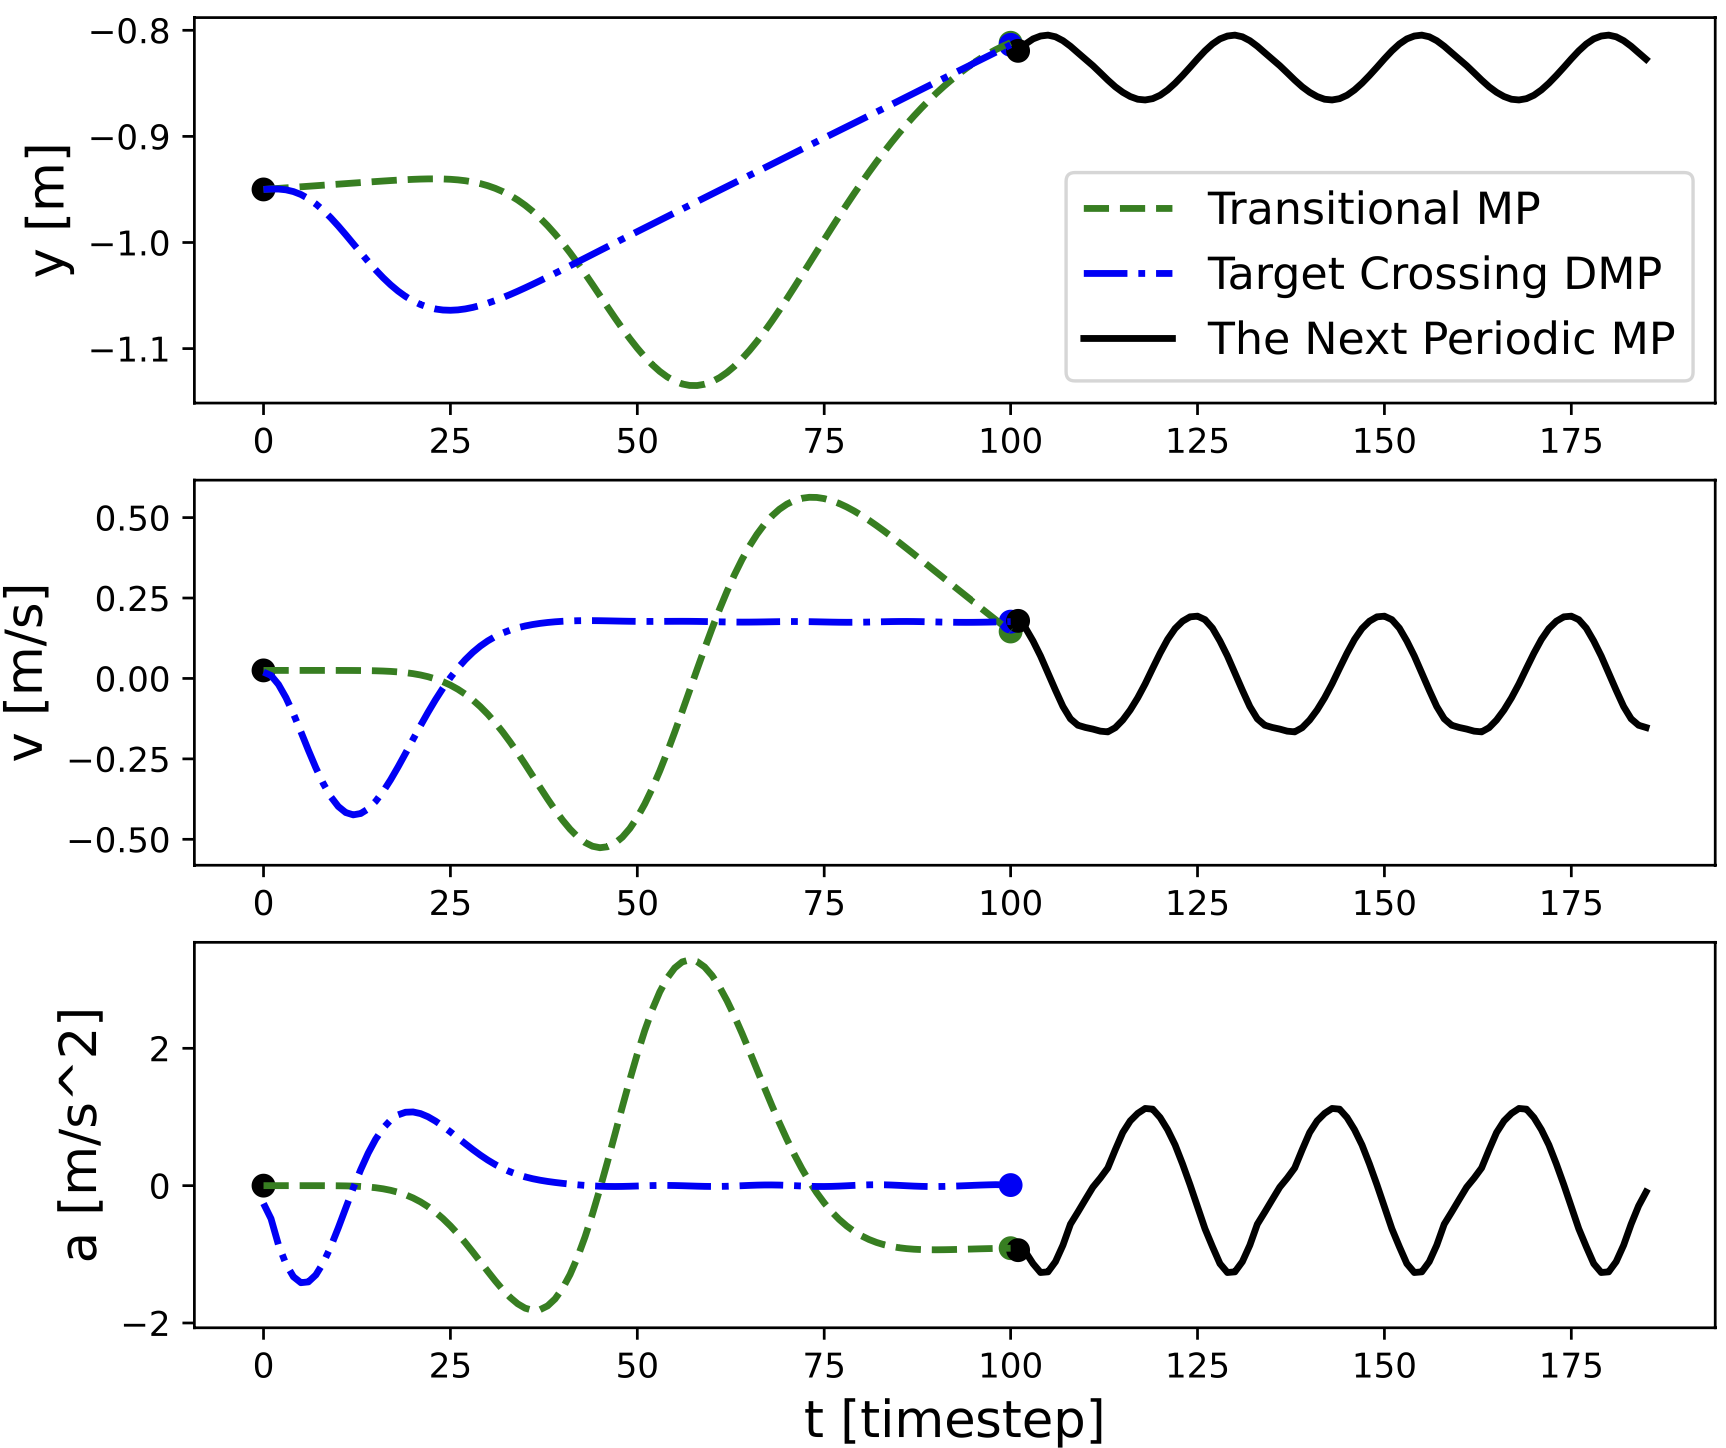 y [m]
−0.8
−0.9
−1.0
−1.1
Transitional MP
Target Crossing DMP
The Next Periodic MP
0 25 50 75 100 125 150 175
v [m/s]
0.50
0.25
0.00
−0.25
−0.50
0 25 50 75 100 125 150 175
a [m/s^2]
2
0
−2
0 25 50 75 100 125 150 175
t [timestep]